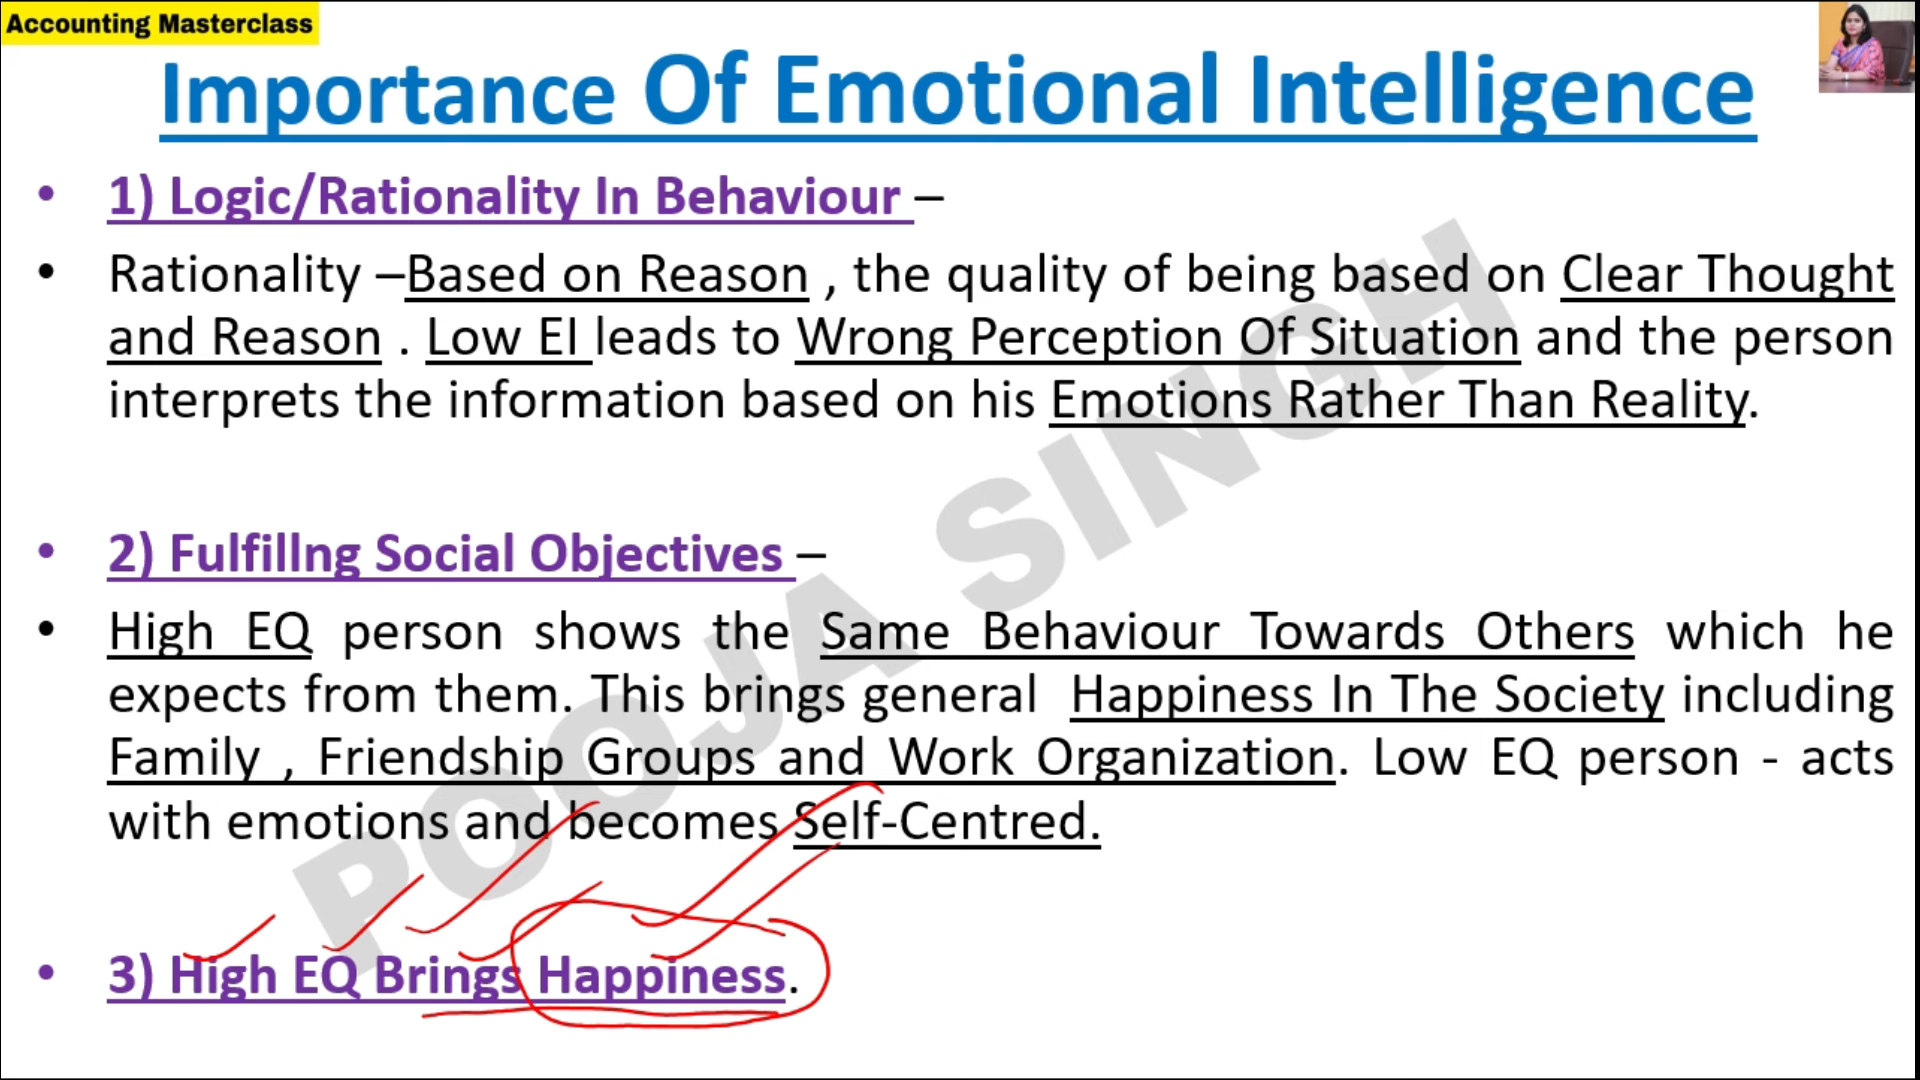 Accounting Masterclass
Importance Of Emotional Intelligence
• 1) Logic/Rationality In Behaviour –
• Rationality –Based on Reason , the quality of being based on Clear Thought
and Reason . Low EI leads to Wrong Perception Of Situation and the person
interprets the information based on his Emotions Rather Than Reality.
• 2) Fulfillng Social Objectives –
• High EQ person shows the Same Behaviour Towards Others which he
expects from them. This brings general Happiness In The Society including
Family , Friendship Groups and Work Organization. Low EQ person - acts
with emotions and becomes Self-Centred.
• 3) High EQ Brings Happiness.
POOJA SINGH